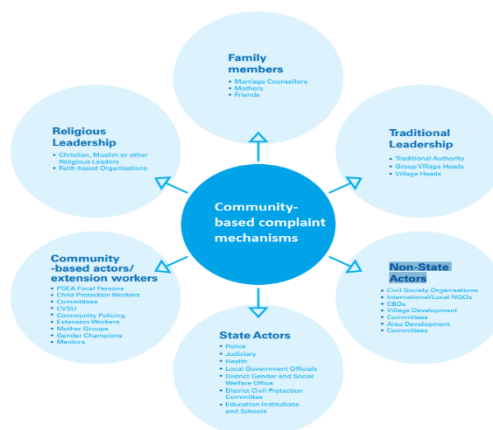 Family
members
• Marriage Counsellors
• Mothers
• Friends
Religious
Leadership
• Christian, Muslim or other
Religious Leaders
• Faith-based Organisations
Traditional
Leadership
• Traditional Authority
• Group Village Heads
• Village Heads
Community-
based complaint
mechanisms
Community
-based actors/
extension workers
• PSEA Focal Persons
• Child Protection Workers
• Committees
• CVSU
• Community Policing
• Extension Workers
• Mother Groups
• Gender Champions
• Mentors
Non-State
Actors
• Civil Society Organisations
• International/Local NGOs
• CBOs
• Village Development
• Committees
• Area Development
• Committees
State Actors
• Police
• Judiciary
• Health
• Local Government Officials
• District Gender and Social
Welfare Office
• District Civil Protection
Committee
• Education Institutions
and Schools